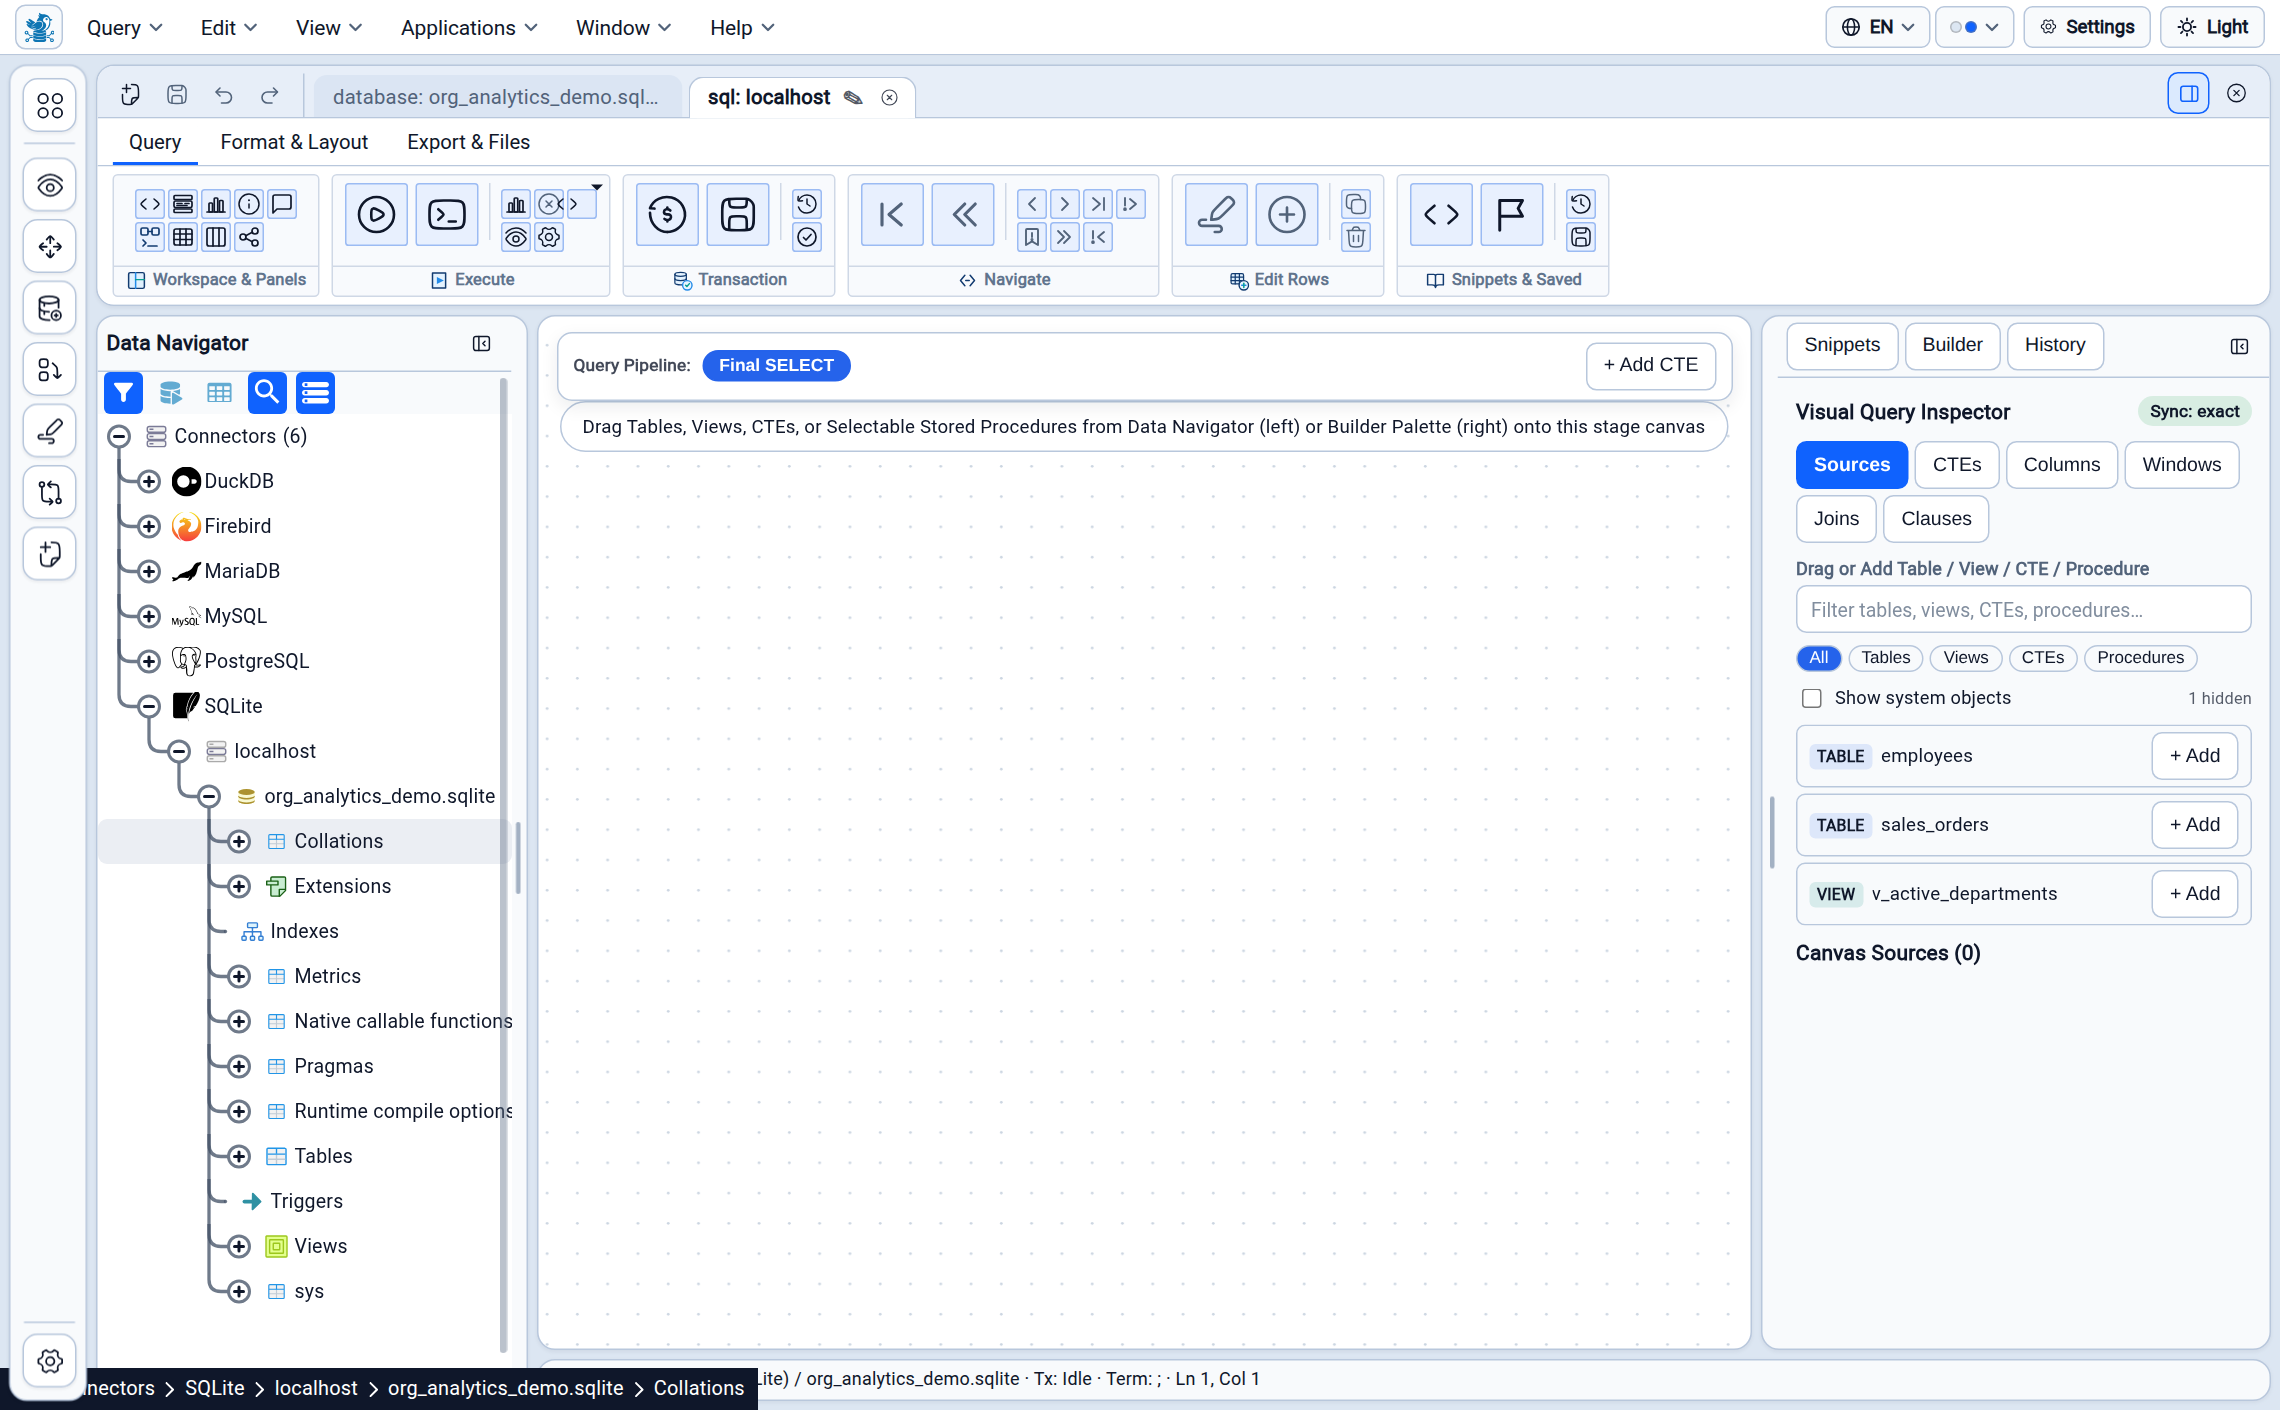 Query Edit View Applications Window Help EN Settings Light
database: org_analytics_demo.sql... sql: localhost
Query Format & Layout Export & Files
Workspace & Panels Execute Transaction Navigate Edit Rows Snippets & Saved
Data Navigator
Connectors (6)
DuckDB
Firebird
MariaDB
MySQL
PostgreSQL
SQLite
localhost
org_analytics_demo.sqlite
Collations
Extensions
Indexes
Metrics
Native callable functions
Pragmas
Runtime compile options
Tables
Triggers
Views
sys
Query Pipeline: Final SELECT + Add CTE
Drag Tables, Views, CTEs, or Selectable Stored Procedures from Data Navigator (left) or Builder Palette (right) onto this stage canvas
Snippets Builder History
Visual Query Inspector Sync: exact
Sources CTEs Columns Windows
Joins Clauses
Drag or Add Table / View / CTE / Procedure
Filter tables, views, CTEs, procedures...
All Tables Views CTEs Procedures
Show system objects 1 hidden
TABLE employees + Add
TABLE sales_orders + Add
VIEW v_active_departments + Add
Canvas Sources (0)
nnectors > SQLite > localhost > org_analytics_demo.sqlite > Collations
Lite) / org_analytics_demo.sqlite · Tx: Idle · Term: ; · Ln 1, Col 1